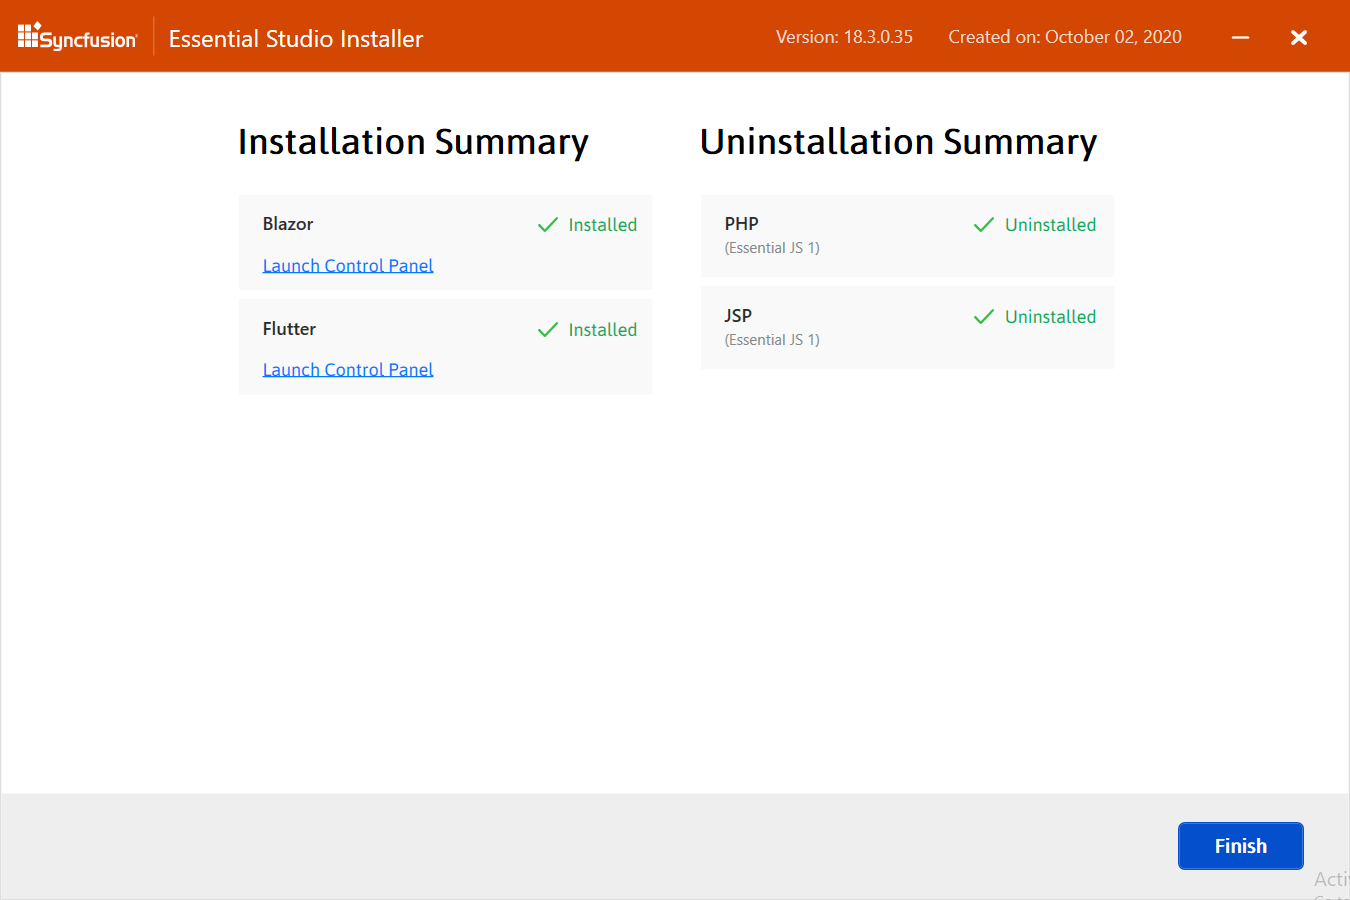 Syncfusion Essential Studio Installer Version: 18.3.0.35 Created on: October 02, 2020
Installation Summary
Blazor Installed
Launch Control Panel
Flutter Installed
Launch Control Panel
Uninstallation Summary
PHP Uninstalled
(Essential JS 1)
JSP Uninstalled
(Essential JS 1)
Finish
Acti